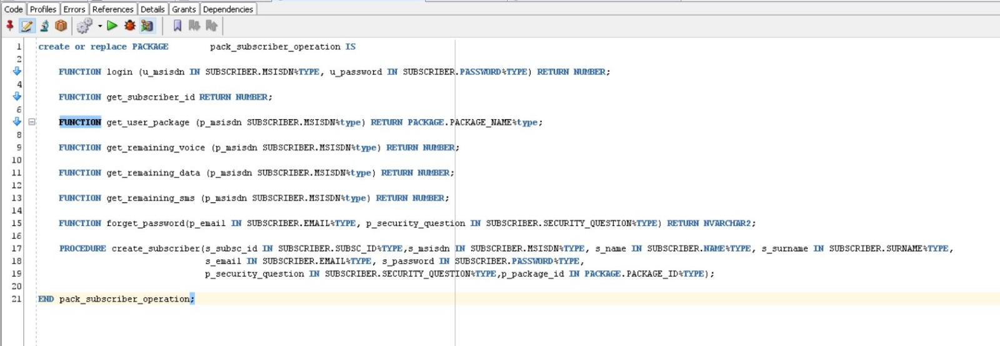 Code Profiles Errors References Details Grants Dependencies
1 create or replace PACKAGE pack_subscriber_operation IS
2
FUNCTION login (u_msisdn IN SUBSCRIBER.MSISDN%TYPE, u_password IN SUBSCRIBER.PASSWORD%TYPE) RETURN NUMBER;
4
FUNCTION get_subscriber_id RETURN NUMBER;
6
FUNCTION get_user_package (p_msisdn SUBSCRIBER.MSISDN%type) RETURN PACKAGE.PACKAGE_NAME%type;
8
9 FUNCTION get_remaining_voice (p_msisdn SUBSCRIBER.MSISDN%type) RETURN NUMBER;
10
11 FUNCTION get_remaining_data (p_msisdn SUBSCRIBER.MSISDN%type) RETURN NUMBER;
12
13 FUNCTION get_remaining_sms (p_msisdn SUBSCRIBER.MSISDN%type) RETURN NUMBER;
14
15 FUNCTION forget_password(p_email IN SUBSCRIBER.EMAIL%TYPE, p_security_question IN SUBSCRIBER.SECURITY_QUESTION%TYPE) RETURN NVARCHAR2;
16
17 PROCEDURE create_subscriber(s_subsc_id IN SUBSCRIBER.SUBSC_ID%TYPE,s_msisdn IN SUBSCRIBER.MSISDN%TYPE, s_name IN SUBSCRIBER.NAME%TYPE, s_surname IN SUBSCRIBER.SURNAME%TYPE,
18 s_email IN SUBSCRIBER.EMAIL%TYPE, s_password IN SUBSCRIBER.PASSWORD%TYPE,
19 p_security_question IN SUBSCRIBER.SECURITY_QUESTION%TYPE,p_package_id IN PACKAGE.PACKAGE_ID%TYPE);
20
21 END pack_subscriber_operation;